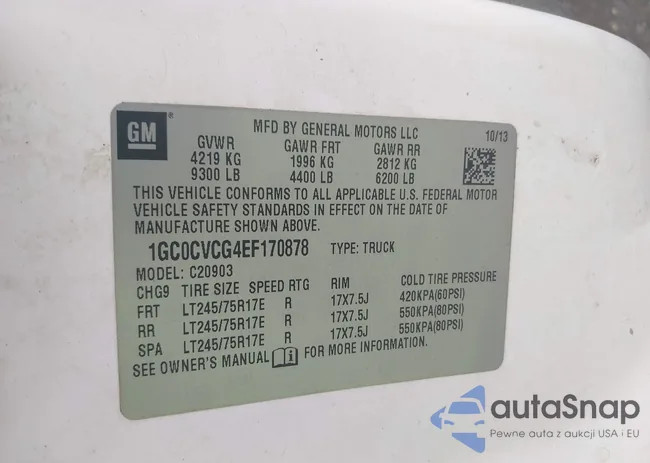 GM
MFD BY GENERAL MOTORS LLC 10/13
GVWR GAWR FRT GAWR RR
4219 KG 1996 KG 2812 KG
9300 LB 4400 LB 6200 LB
THIS VEHICLE CONFORMS TO ALL APPLICABLE U.S. FEDERAL MOTOR
VEHICLE SAFETY STANDARDS IN EFFECT ON THE DATE OF
MANUFACTURE SHOWN ABOVE.
1GC0CVCG4EF170878 TYPE: TRUCK
MODEL: C20903
CHG9 TIRE SIZE SPEED RTG RIM COLD TIRE PRESSURE
FRT LT245/75R17E R 17X7.5J 420KPA(60PSI)
RR LT245/75R17E R 17X7.5J 550KPA(80PSI)
SPA LT245/75R17E R 17X7.5J 550KPA(80PSI)
SEE OWNER'S MANUAL FOR MORE INFORMATION.
autaSnap
Pewne auta z aukcji USA i EU